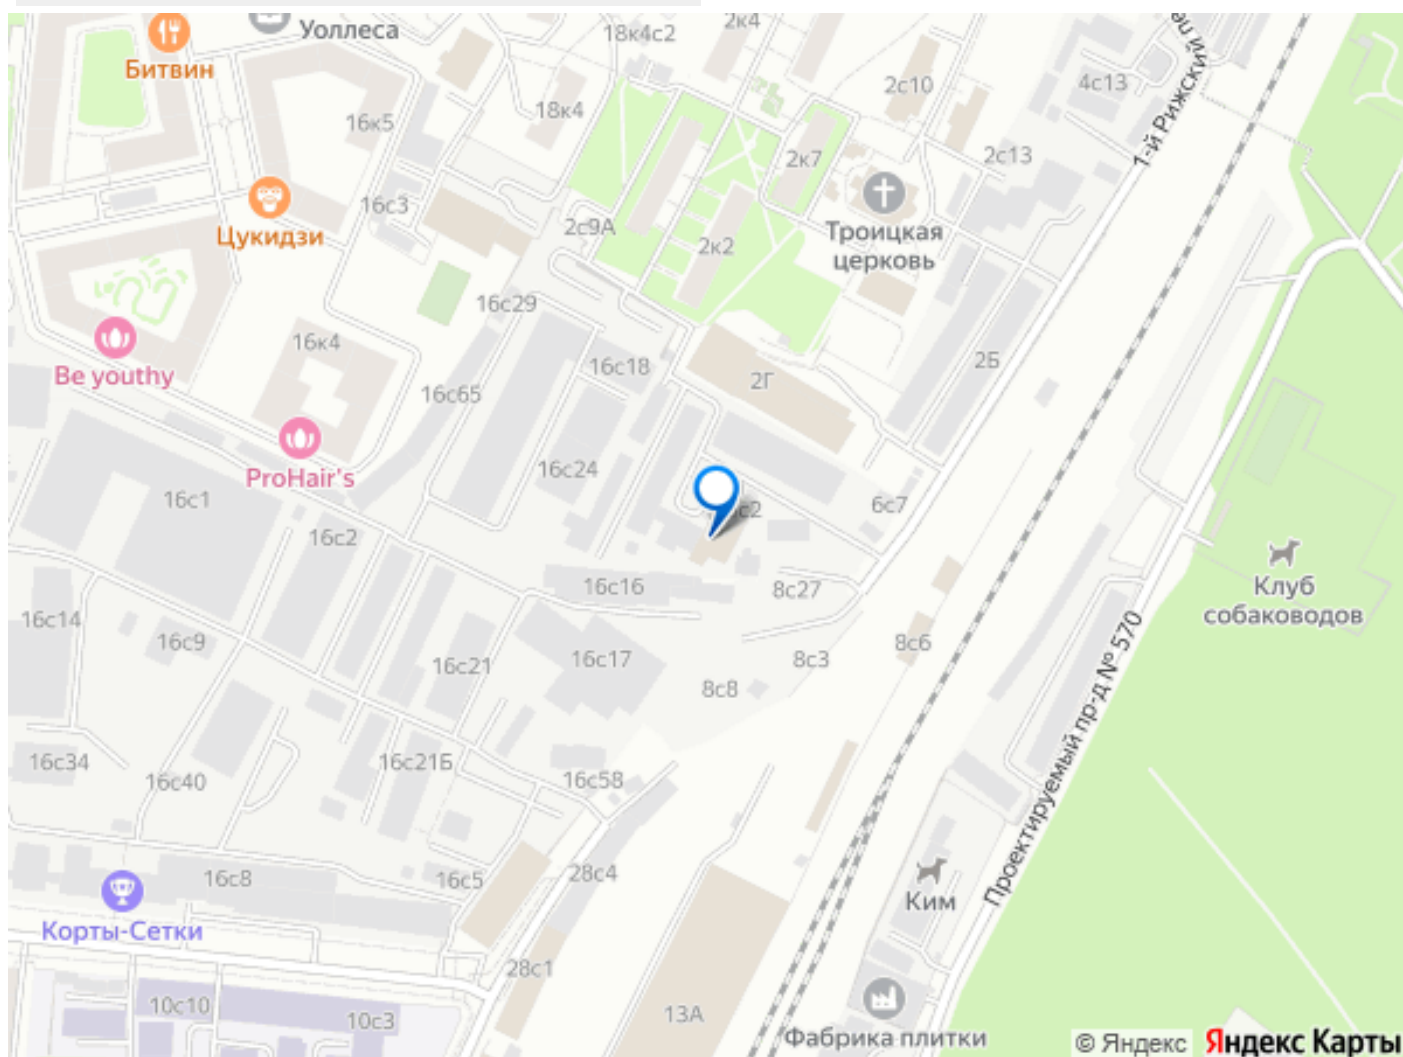 Уоллеса
18к4с2
2к4
Битвин
2с10
4с13
1-й Рижский пе
18к4
16к5
2к7
2с13
16с3
Троицкая
церковь
2с9А
Цукидзи
2к2
16с29
16к4
16с18
2Г
2Б
Be youthy
16с65
16с24
ProHair's
16с1
16с2
с2
6с7
16с16
8с27
Клуб
собаководов
16с14
16с9
16с21
16с17
8с3
8с6
8с8
Проектируемый пр-д № 570
16с34
16с40
16с21Б
16с58
16с8
16с5
28с4
Ким
Корты-Сетки
28с1
10с10
10с3
13А
Фабрика плитки
© Яндекс Яндекс Карты